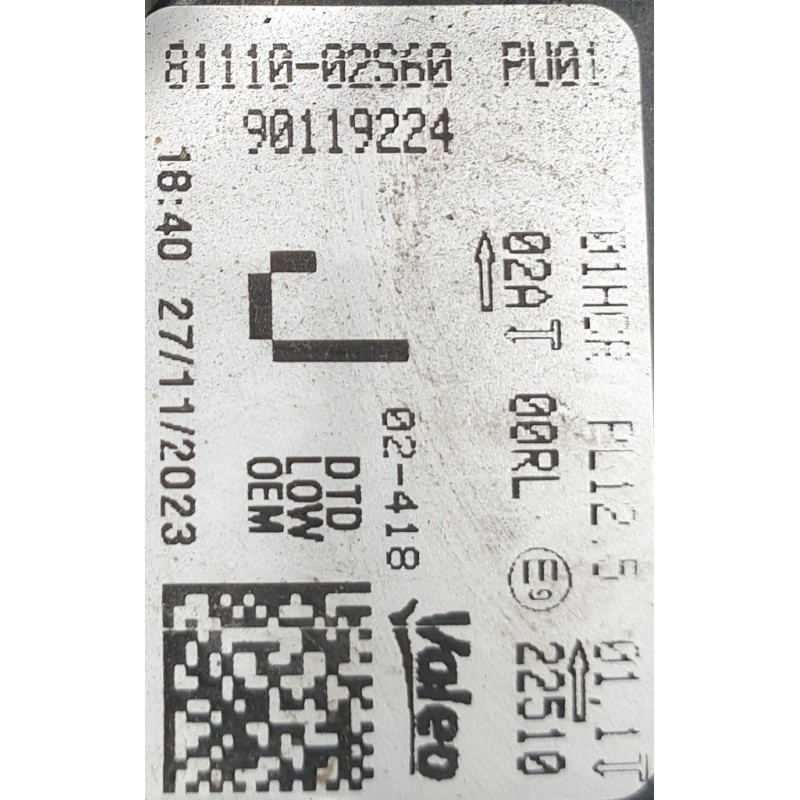 81110-02S60 PU01
90119224
18:40 27/11/2023
01HCR PL12.5 01.1T
02A T 00RL E9 22510
02-418
DTD
LOW
OEM
Valeo